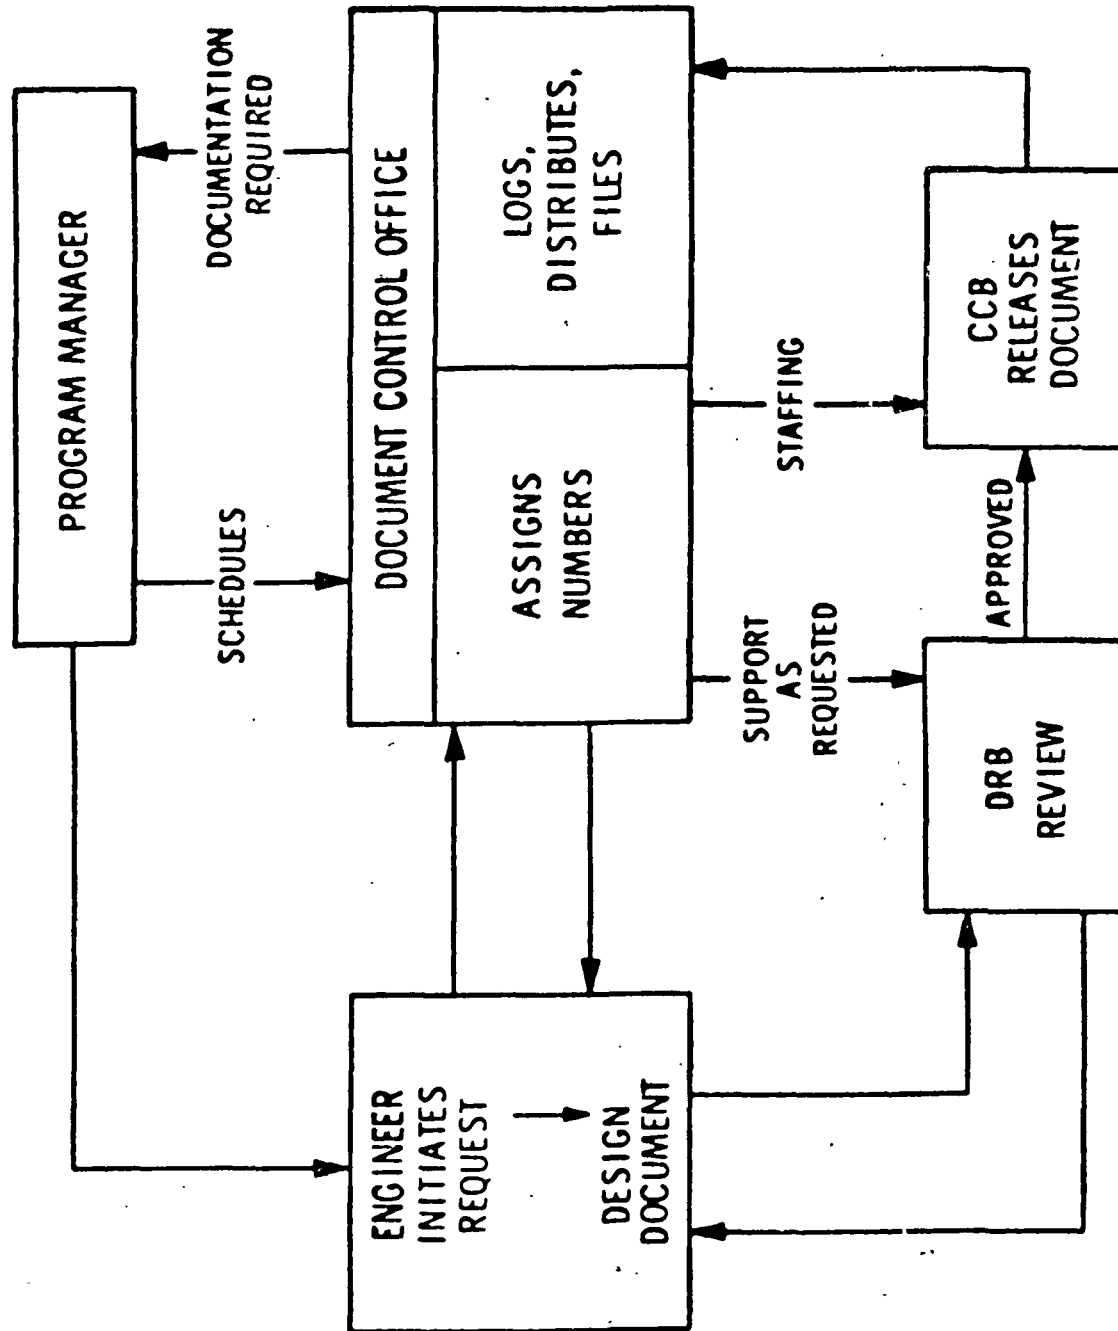 PROGRAM MANAGER
SCHEDULES
DOCUMENTATION
REQUIRED
DOCUMENT CONTROL OFFICE
ENGINEER
INITIATES
REQUEST
DESIGN
DOCUMENT
ASSIGNS
NUMBERS
LOGS,
DISTRIBUTES,
FILES
SUPPORT
AS
REQUESTED
STAFFING
DRB
REVIEW
APPROVED
CCB
RELEASES
DOCUMENT